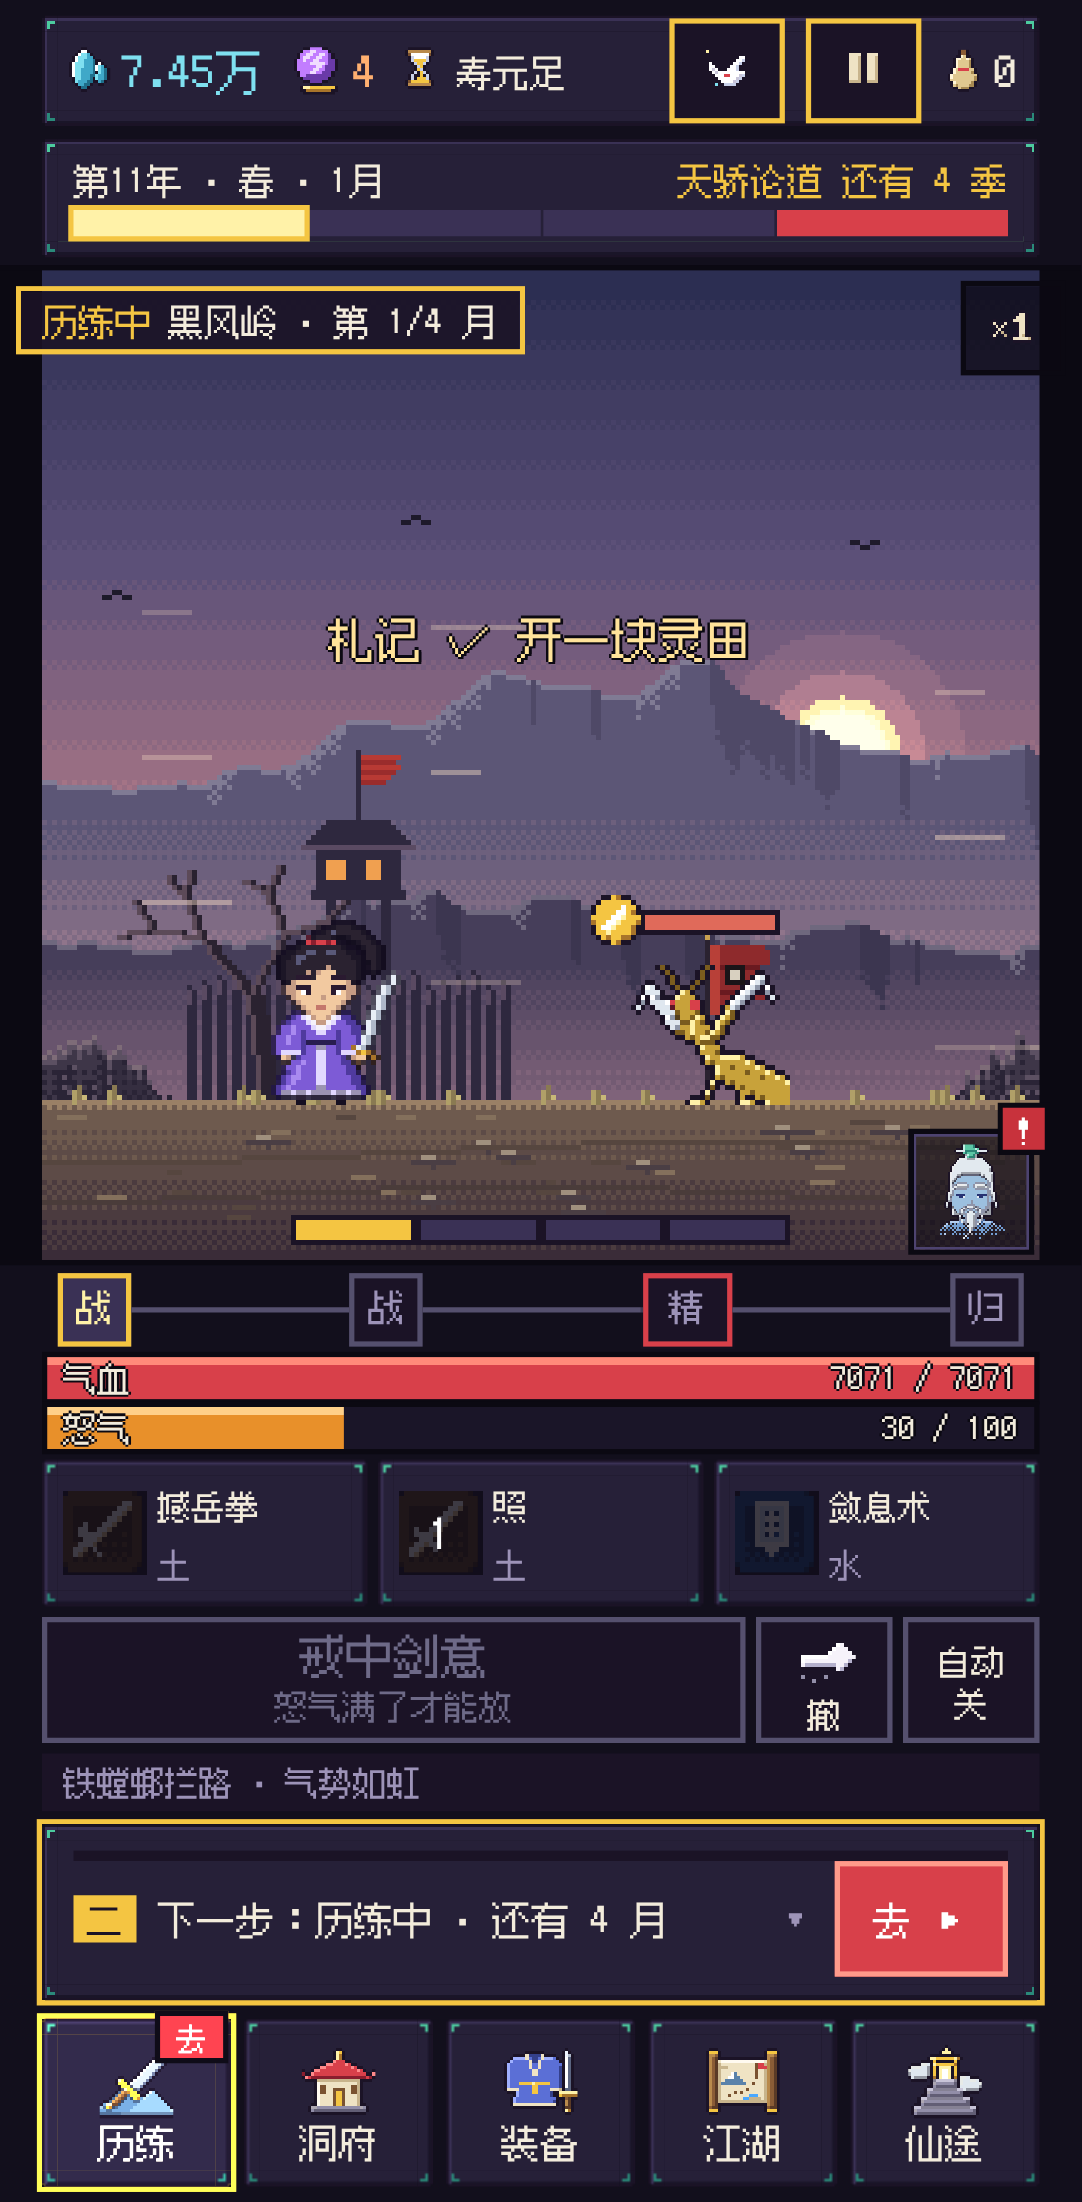 7.45万 4 寿元足 0
第11年 · 春 · 1月 天骄论道 还有 4 季
历练中 黑风岭 · 第 1/4 月 ×1
札记 ✓ 开一块灵田
!
战 战 精 归
气血 7071 / 7071
怒气 30 / 100
撼岳拳 照 敛息术
1
土 土 水
戒中剑意
怒气满了才能放
撤
自动
关
铁螳螂拦路 · 气势如虹
二 下一步：历练中 · 还有 4 月 ▼ 去 ▶
去
历练 洞府 装备 江湖 仙途